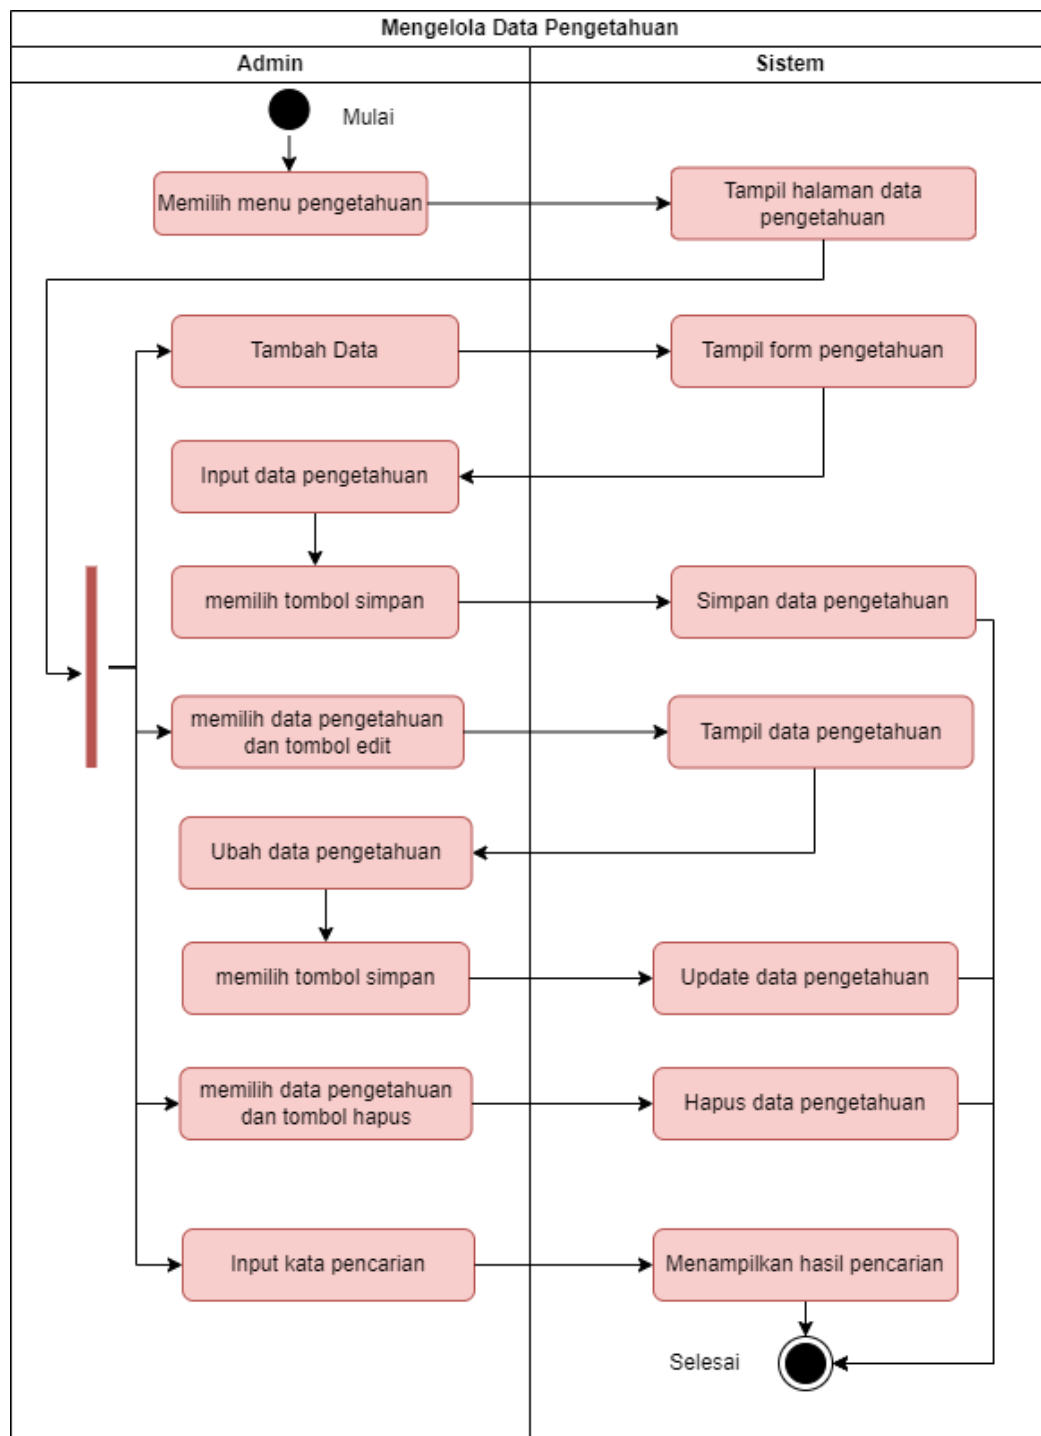 Mengelola Data Pengetahuan
Admin
Sistem
Mulai
Memilih menu pengetahuan
Tampil halaman data
pengetahuan
Tambah Data
Tampil form pengetahuan
Input data pengetahuan
memilih tombol simpan
Simpan data pengetahuan
memilih data pengetahuan
dan tombol edit
Tampil data pengetahuan
Ubah data pengetahuan
memilih tombol simpan
Update data pengetahuan
memilih data pengetahuan
dan tombol hapus
Hapus data pengetahuan
Input kata pencarian
Menampilkan hasil pencarian
Selesai